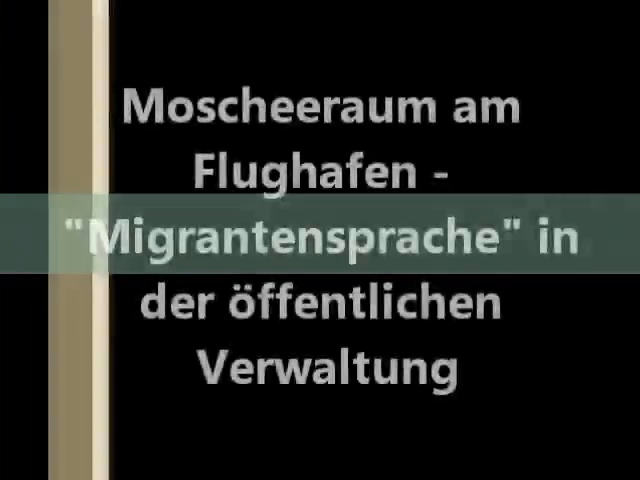 Moscheeraum am
Flughafen -
"Migrantensprache" in
der öffentlichen
Verwaltung